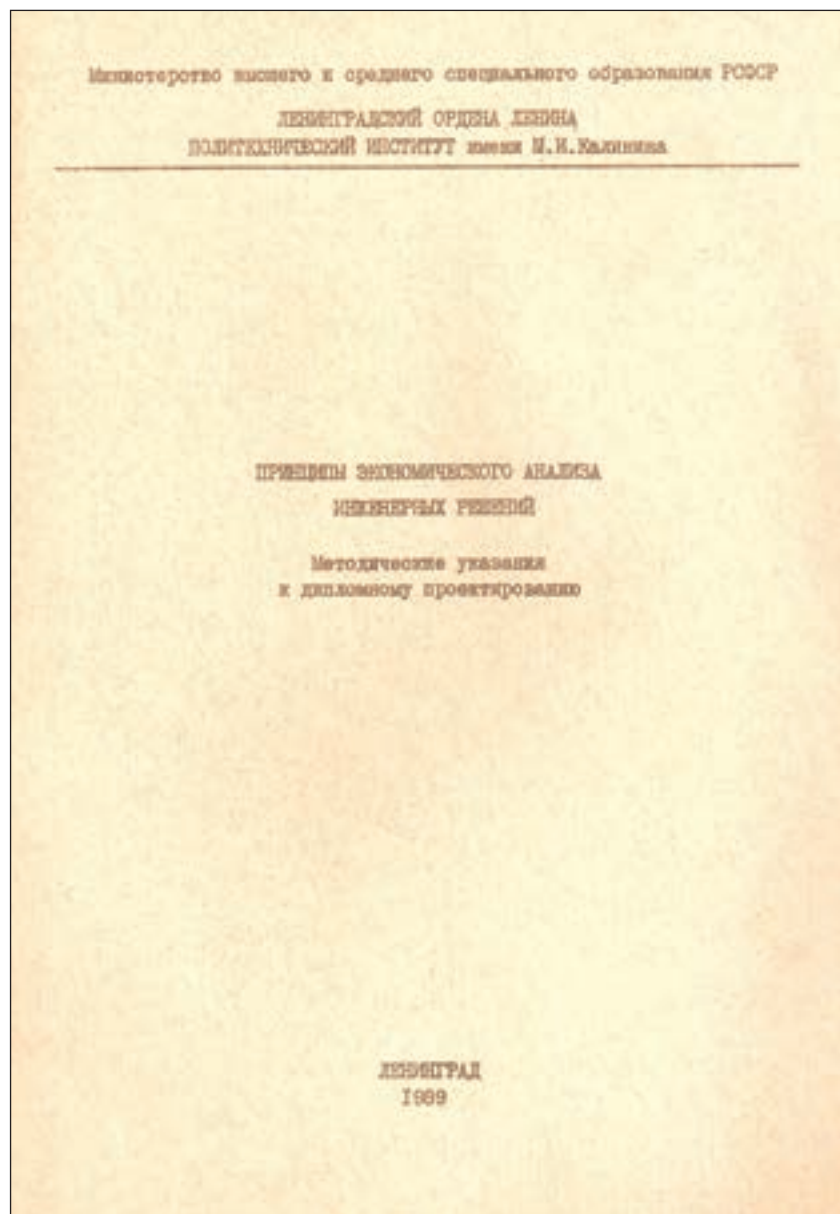 Министерство высшего и среднего специального образования РСФСР
ЛЕНИНГРАДСКИЙ ОРДЕНА ЛЕНИНА
ПОЛИТЕХНИЧЕСКИЙ ИНСТИТУТ имени М.И.Калинина
ПРИНЦИПЫ ЭКОНОМИЧЕСКОГО АНАЛИЗА
ИНЖЕНЕРНЫХ РЕШЕНИЙ
Методические указания
к дипломному проектированию
ЛЕНИНГРАД
1989